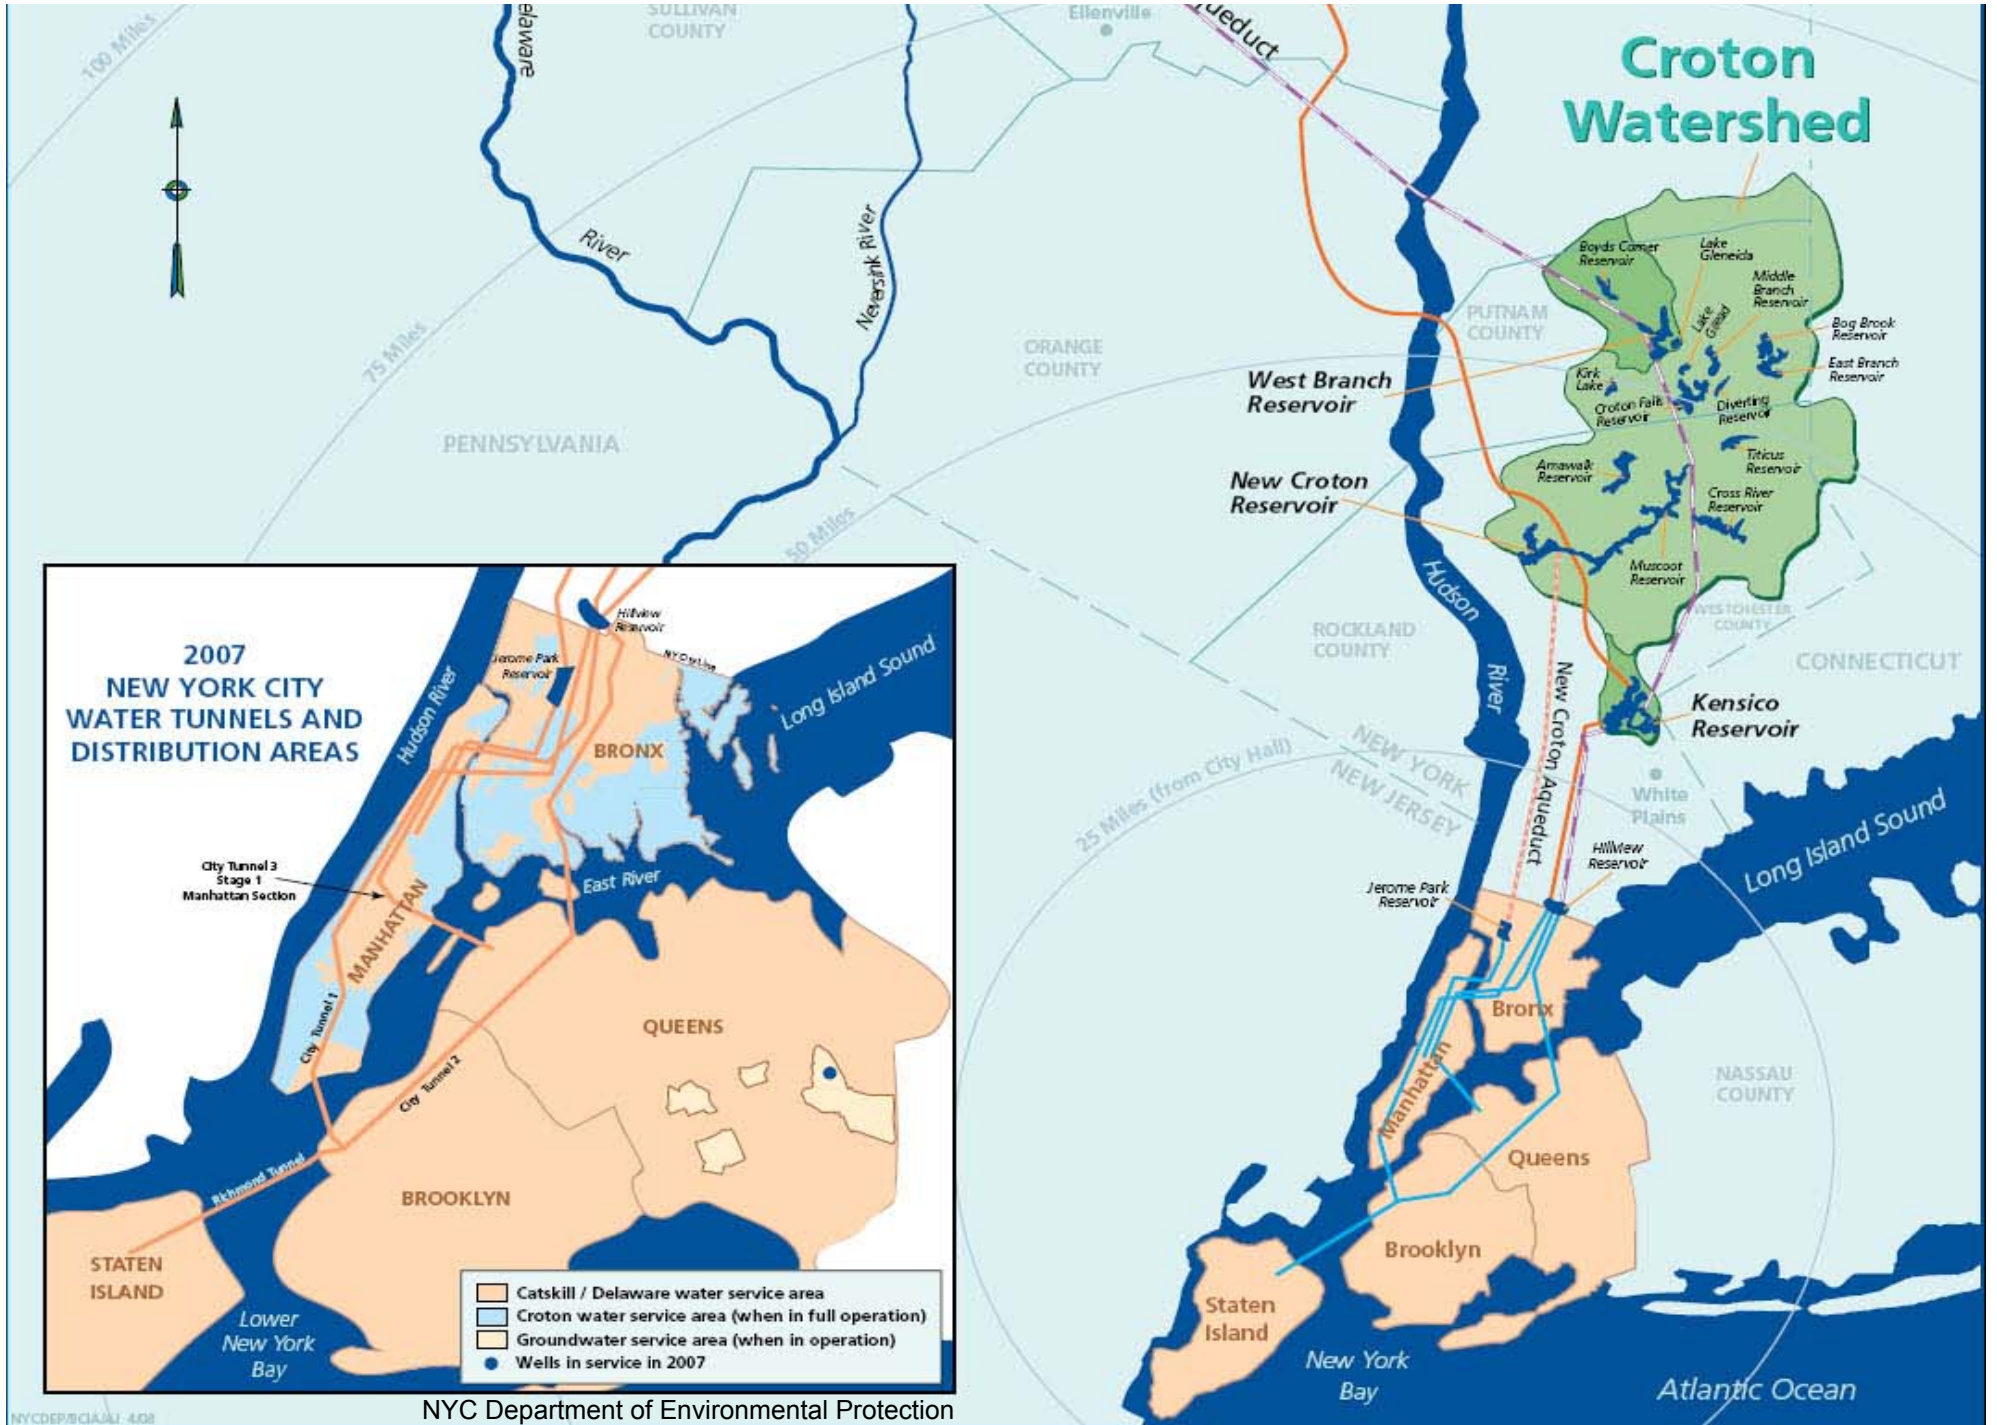 100 Miles
elaware
SULLIVAN
COUNTY
Ellenville
queduct
Croton
Watershed
River
Neversink River
75 Miles
Boyds Corner
Reservoir
Lake
Gleneida
Middle
Branch
Reservoir
Lake
Gilead
Bog Brook
Reservoir
East Branch
Reservoir
PUTNAM
COUNTY
ORANGE
COUNTY
West Branch
Reservoir
Kirk
Lake
Croton Falls
Reservoir
Diverting
Reservoir
PENNSYLVANIA
Titicus
Reservoir
Amawalk
Reservoir
New Croton
Reservoir
Cross River
Reservoir
50 Miles
Muscoot
Reservoir
Hudson
River
WESTCHESTER
COUNTY
ROCKLAND
COUNTY
CONNECTICUT
New Croton Aqueduct
Kensico
Reservoir
NEW YORK
NEW JERSEY
25 Miles (from City Hall)
White
Plains
Long Island Sound
Hillview
Reservoir
Jerome Park
Reservoir
Bronx
Manhattan
NASSAU
COUNTY
Queens
Brooklyn
Staten
Island
New York
Bay
Atlantic Ocean
2007
NEW YORK CITY
WATER TUNNELS AND
DISTRIBUTION AREAS
Hillview
Reservoir
Jerome Park
Reservoir
NY City Line
Hudson River
Long Island Sound
BRONX
City Tunnel 3
Stage 1
Manhattan Section
East River
MANHATTAN
City Tunnel 1
QUEENS
City Tunnel 2
Richmond Tunnel
BROOKLYN
STATEN
ISLAND
Lower
New York
Bay
Catskill / Delaware water service area
Croton water service area (when in full operation)
Groundwater service area (when in operation)
Wells in service in 2007
NYC Department of Environmental Protection